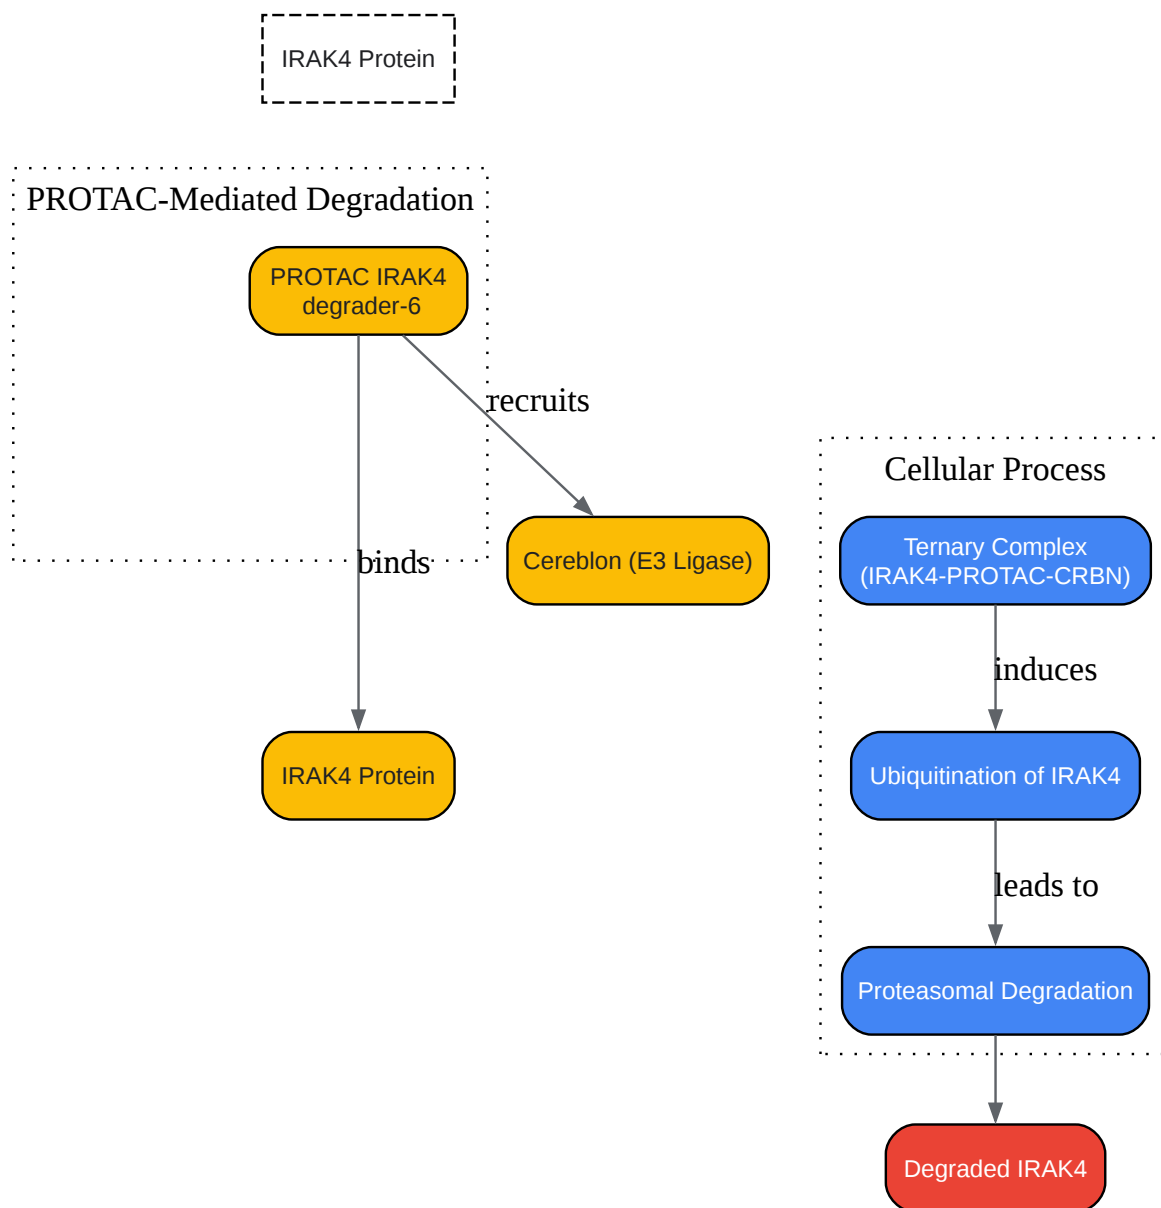 IRAK4 Protein
PROTAC-Mediated Degradation
PROTAC IRAK4
degrader-6
recruits
Cellular Process
Cereblon (E3 Ligase)
Ternary Complex
(IRAK4-PROTAC-CRBN)
binds
induces
IRAK4 Protein
Ubiquitination of IRAK4
leads to
Proteasomal Degradation
Degraded IRAK4